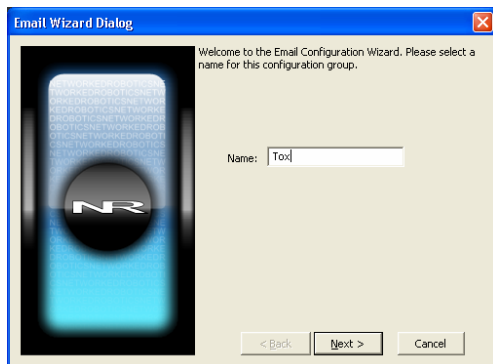 Email Wizard Dialog
Welcome to the Email Configuration Wizard. Please select a
name for this configuration group.
Name: Tox
NR
< Back
Next >
Cancel